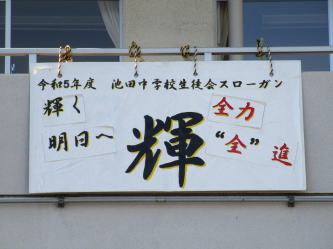 令和5年度 池田中学校生徒会スローガン
輝く
明日へ
輝
全力
“全”進